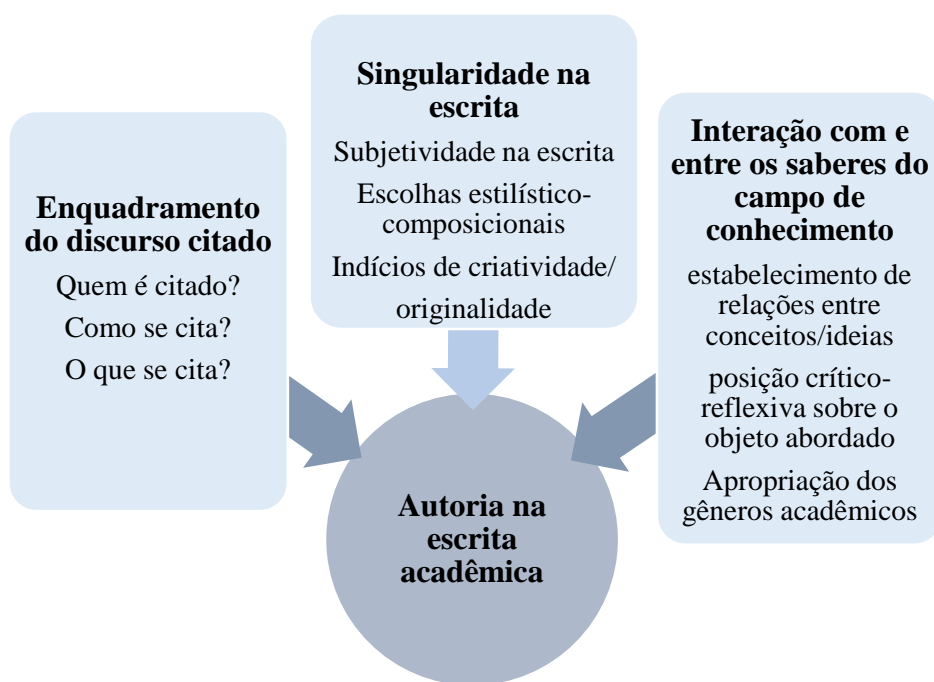 Enquadramento
do discurso citado
Quem é citado?
Como se cita?
O que se cita?
Singularidade na
escrita
Subjetividade na escrita
Escolhas estilístico-
composicionais
Indícios de criatividade/
originalidade
Interação com e
entre os saberes do
campo de
conhecimento
estabelecimento de
relações entre
conceitos/ideias
posição crítico-
reflexiva sobre o
objeto abordado
Apropriação dos
gêneros acadêmicos
Autoria na
escrita
acadêmica